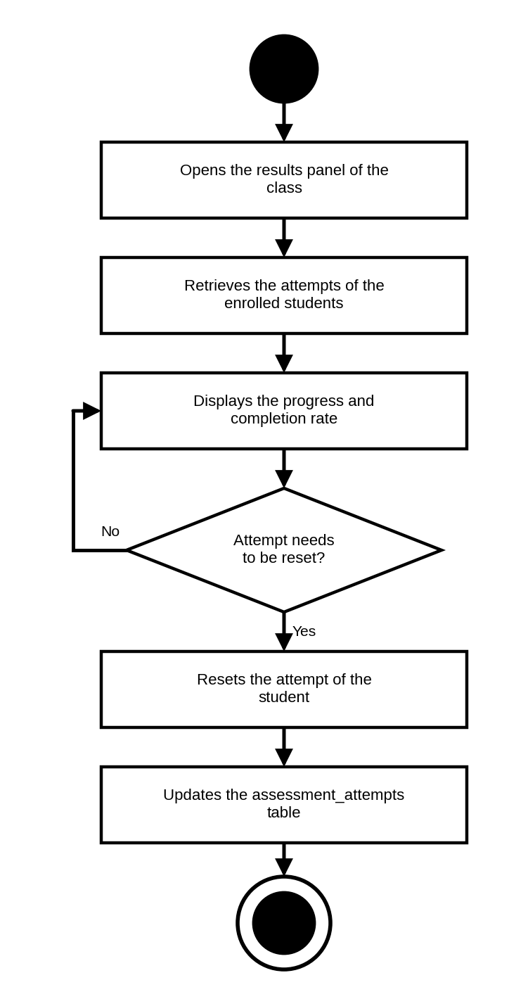 Opens the results panel of the
class
Retrieves the attempts of the
enrolled students
Displays the progress and
completion rate
No
Attempt needs
to be reset?
Yes
Resets the attempt of the
student
Updates the assessment_attempts
table